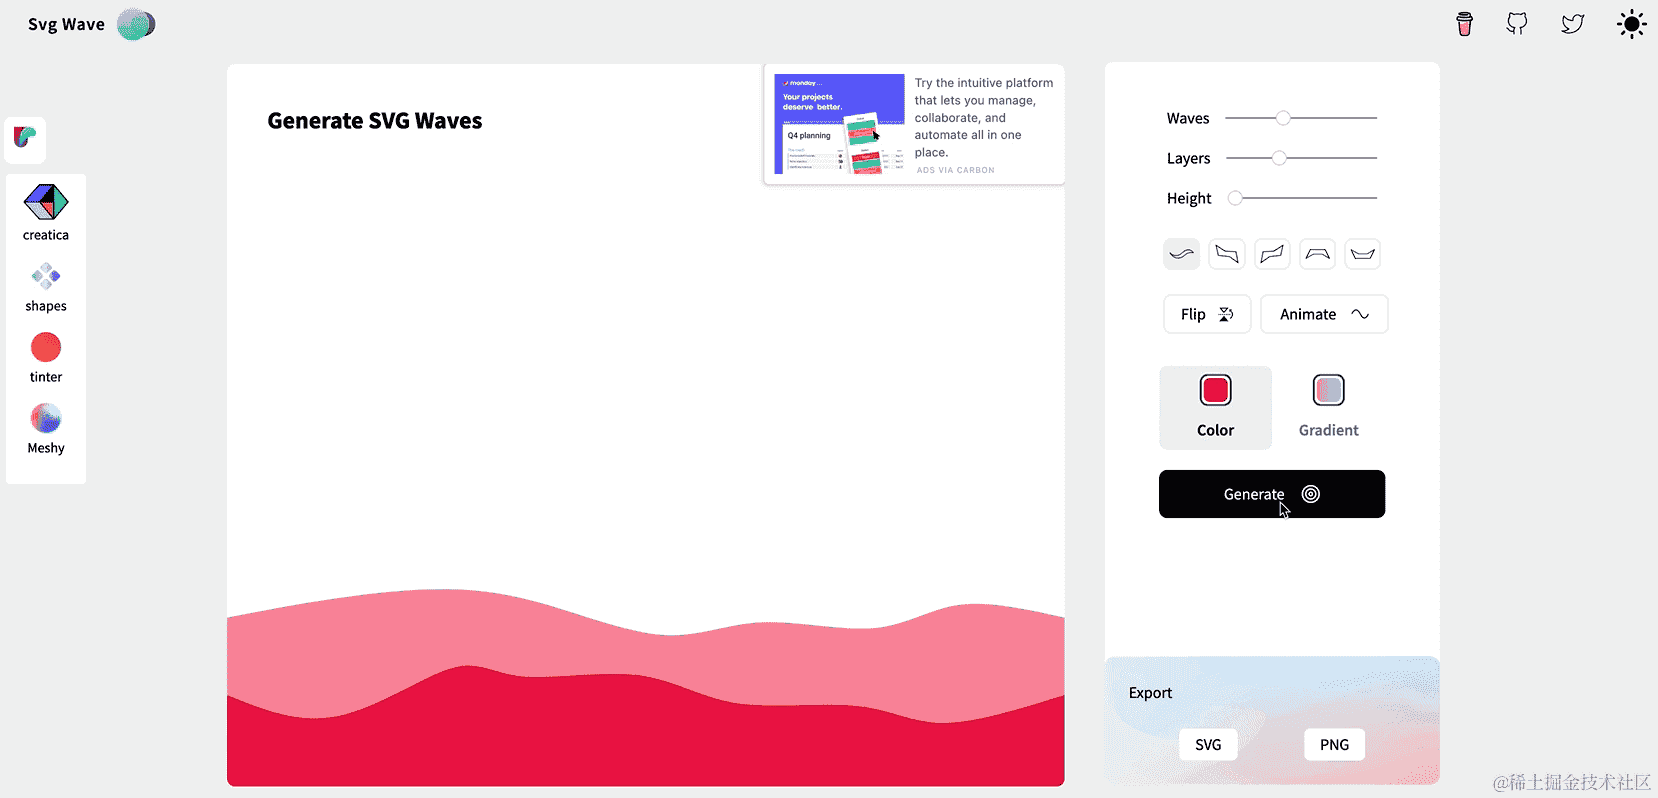 Svg Wave
Generate SVG Waves
monday
Your projects
deserve better.
Q4 planning
Try the intuitive platform
that lets you manage,
collaborate, and
automate all in one
place.
ADS VIA CARBON
creatica
shapes
tinter
Meshy
Waves
Layers
Height
Flip
Animate
Color
Gradient
Generate
Export
SVG
PNG
@稀土掘金技术社区